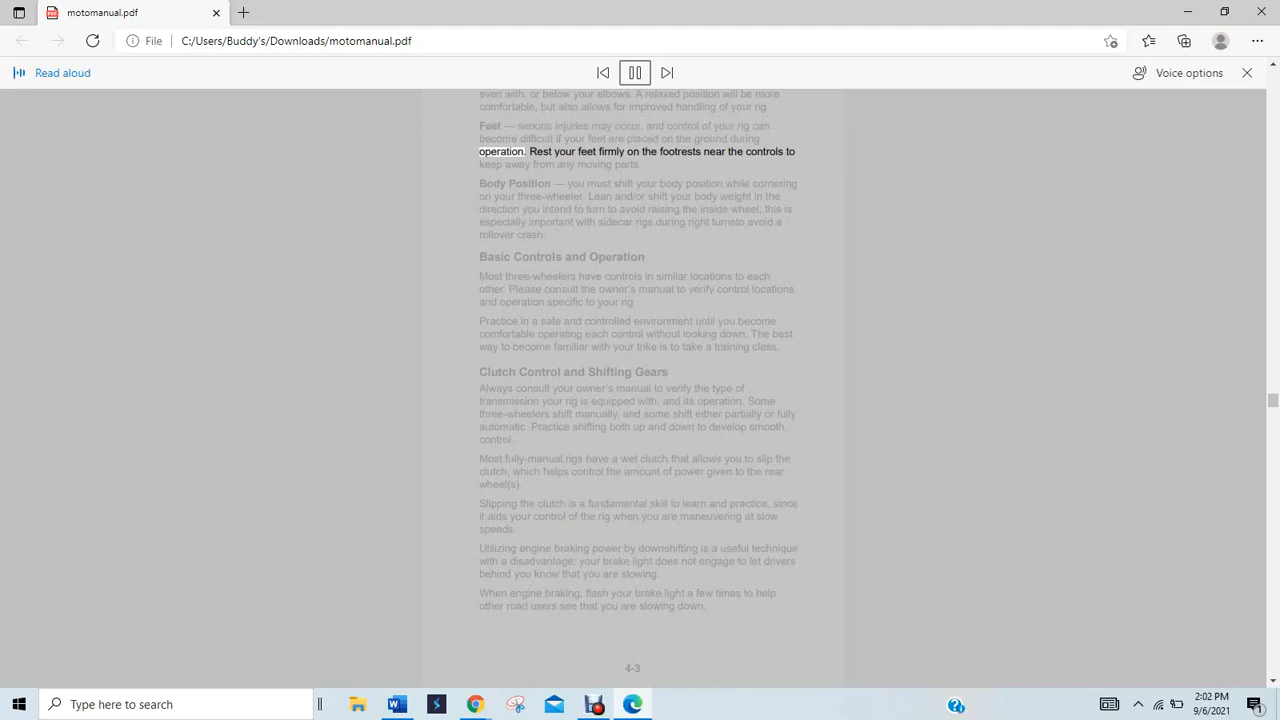 motomanual.pdf
File
C:/Users/Buddy's/Downloads/motomanual.pdf
Read aloud
Voice options
even with, or below your elbows. A relaxed position will be more
comfortable, but also allows for improved handling of your rig.
Feet — serious injuries may occur, and control of your rig can
become difficult if your feet are placed on the ground during
operation. Rest your feet firmly on the footrests near the controls to
keep away from any moving parts.
Body Position — you must shift your body position while cornering
on your three-wheeler. Lean and/or shift your body weight in the
direction you intend to turn to avoid raising the inside wheel; this is
especially important with sidecar rigs during right turnsto avoid a
rollover crash.
Basic Controls and Operation
Most three-wheelers have controls in similar locations to each
other. Please consult the owner's manual to verify control locations
and operation specific to your rig.
Practice in a safe and controlled environment until you become
comfortable operating each control without looking down. The best
way to become familiar with your trike is to take a training class.
Clutch Control and Shifting Gears
Always consult your owner's manual to verify the type of
transmission your rig is equipped with, and its operation. Some
three-wheelers shift manually, and some shift either partially or fully
automatic. Practice shifting both up and down to develop smooth
control.
Most fully-manual rigs have a wet clutch that allows you to slip the
clutch, which helps control the amount of power given to the rear
wheel(s).
Slipping the clutch is a fundamental skill to learn and practice, since
it aids your control of the rig when you are maneuvering at slow
speeds.
Utilizing engine braking power by downshifting is a useful technique
with a disadvantage: your brake light does not engage to let drivers
behind you know that you are slowing.
When engine braking, flash your brake light a few times to help
other road users see that you are slowing down.
4-3
Type here to search
2:02 PM
9/6/2021